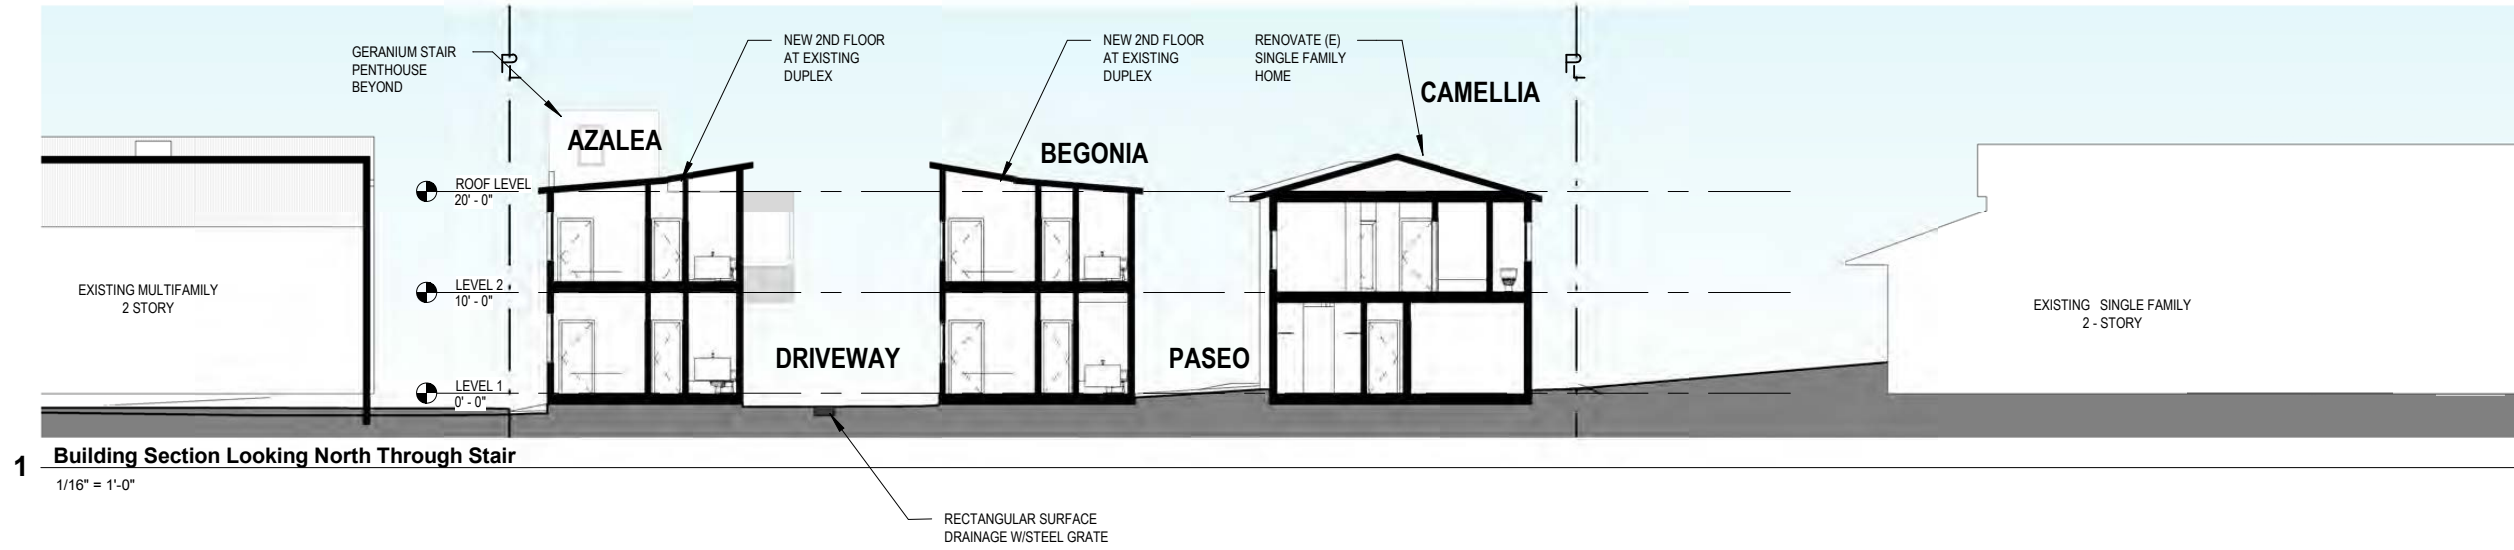 GERANIUM STAIR
PENTHOUSE
BEYOND
PL
NEW 2ND FLOOR
AT EXISTING
DUPLEX
NEW 2ND FLOOR
AT EXISTING
DUPLEX
RENOVATE (E)
SINGLE FAMILY
HOME
PL
CAMELLIA
AZALEA
BEGONIA
ROOF LEVEL
20' - 0"
LEVEL 2
10' - 0"
EXISTING MULTIFAMILY
2 STORY
EXISTING SINGLE FAMILY
2 - STORY
DRIVEWAY
PASEO
LEVEL 1
0' - 0"
1 Building Section Looking North Through Stair
1/16" = 1'-0"
RECTANGULAR SURFACE
DRAINAGE W/STEEL GRATE